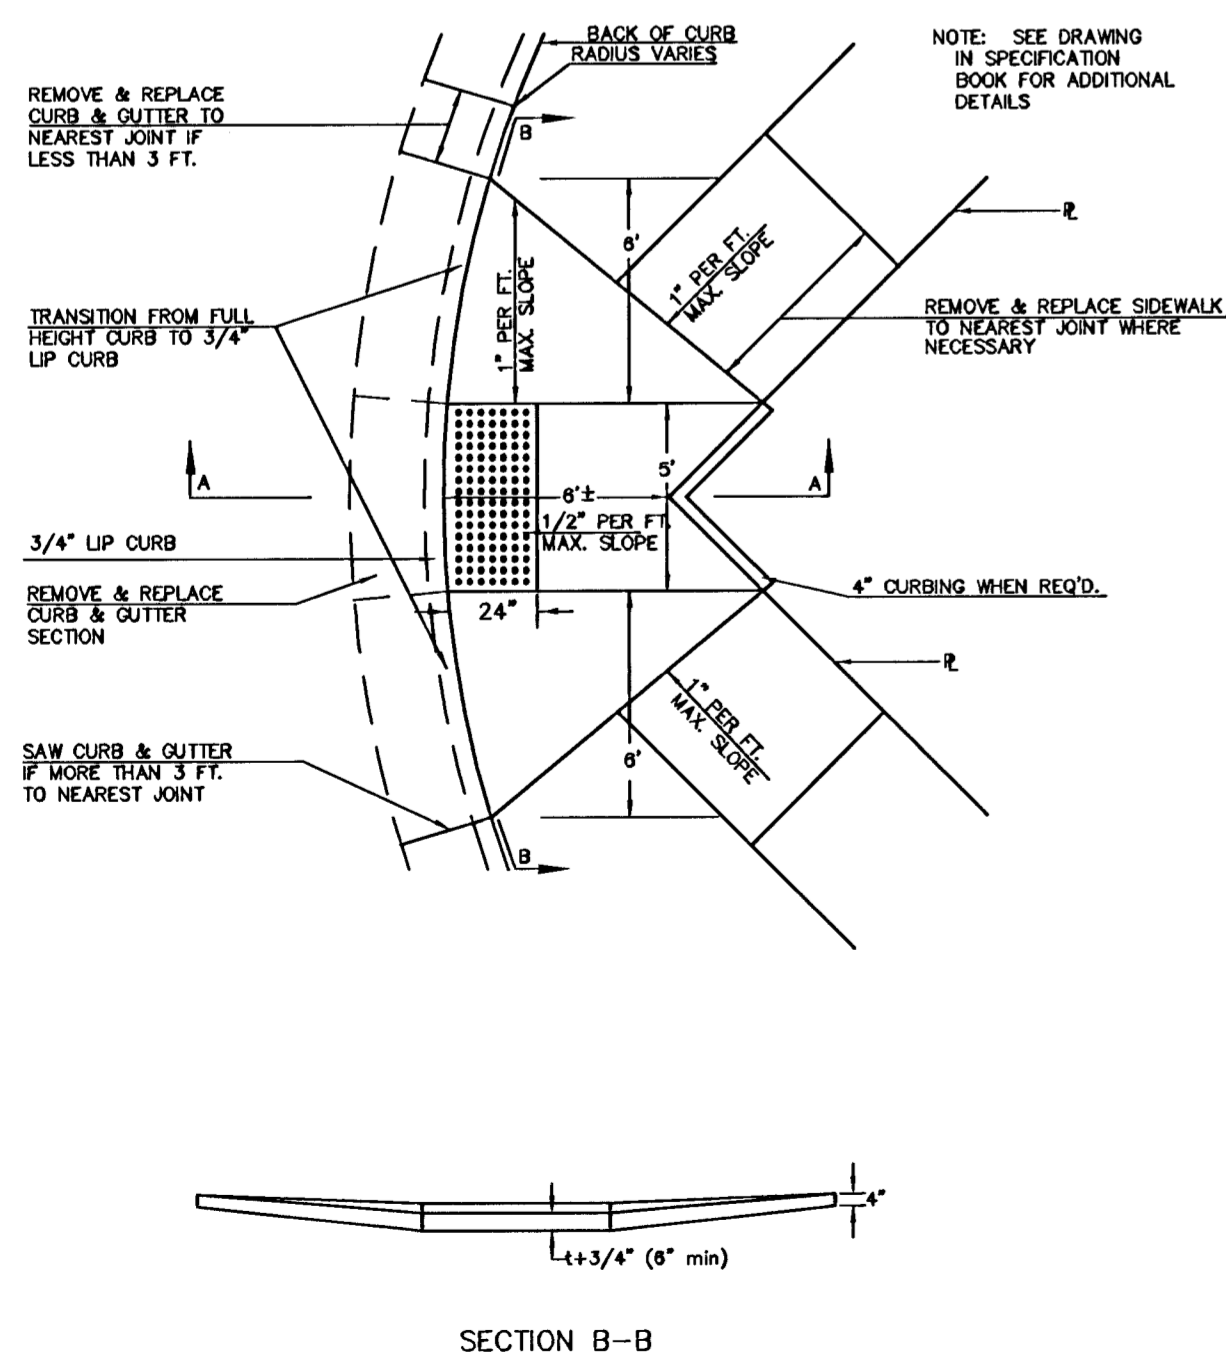 BACK OF CURB
RADIUS VARIES
NOTE: SEE DRAWING
IN SPECIFICATION
BOOK FOR ADDITIONAL
DETAILS
REMOVE & REPLACE
CURB & GUTTER TO
NEAREST JOINT IF
LESS THAN 3 FT.
B
6'
1" PER FT.
MAX. SLOPE
1" PER FT.
MAX. SLOPE
PL
REMOVE & REPLACE SIDEWALK
TO NEAREST JOINT WHERE
NECESSARY
TRANSITION FROM FULL
HEIGHT CURB TO 3/4"
LIP CURB
A
5'
6'±
A
1/2" PER FT.
MAX. SLOPE
3/4" LIP CURB
REMOVE & REPLACE
CURB & GUTTER
SECTION
24"
4" CURBING WHEN REQ'D.
PL
1" PER FT.
MAX. SLOPE
6'
SAW CURB & GUTTER
IF MORE THAN 3 FT.
TO NEAREST JOINT
B
4"
t+3/4" (6" min)
SECTION B-B